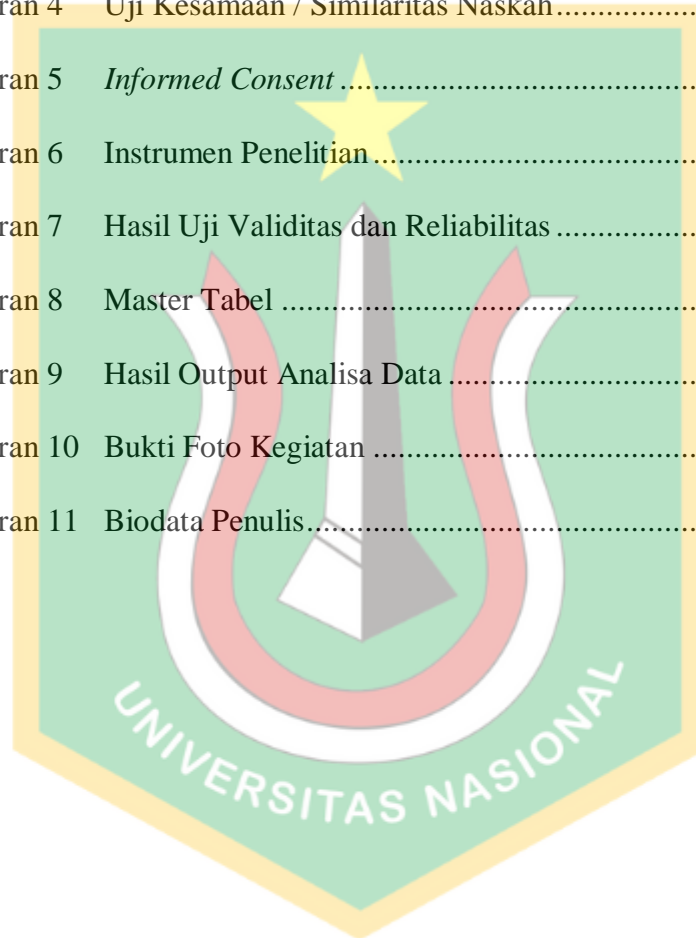 ran 4 Uji Kesamaan / Similaritas Naskah.......................
ran 5 Informed Consent.................................................
ran 6 Instrumen Penelitian.............................................
ran 7 Hasil Uji Validitas dan Reliabilitas.......................
ran 8 Master Tabel.........................................................
ran 9 Hasil Output Analisa Data....................................
ran 10 Bukti Foto Kegiatan.............................................
ran 11 Biodata Penulis.....................................................
UNIVERSITAS NASIONAL